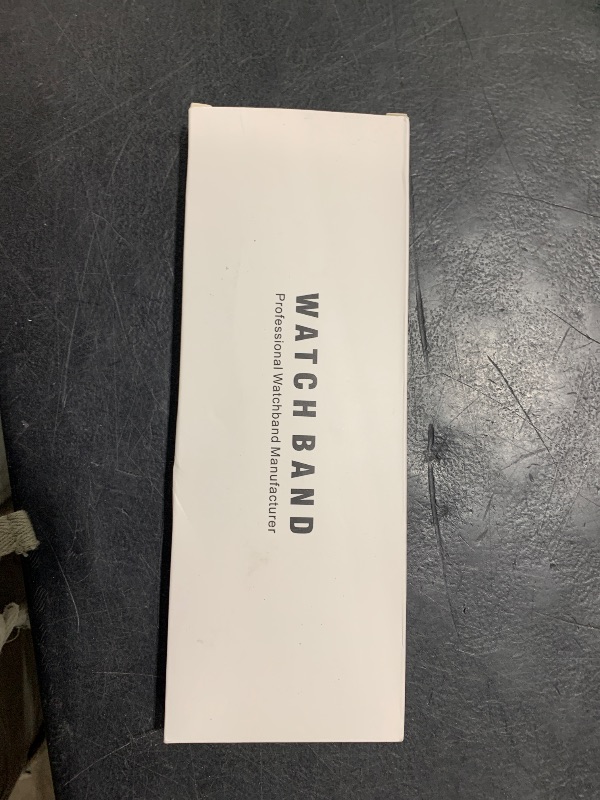 WATCH BAND
Professional Watchband Manufacturer